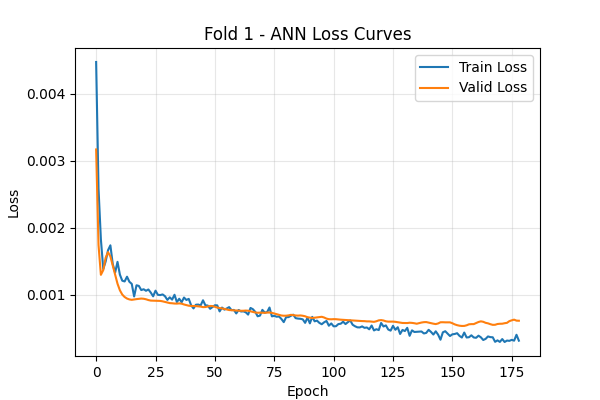 Fold 1 - ANN Loss Curves
Train Loss
Valid Loss
0.004
0.003
0.002
0.001
Loss
0 25 50 75 100 125 150 175
Epoch